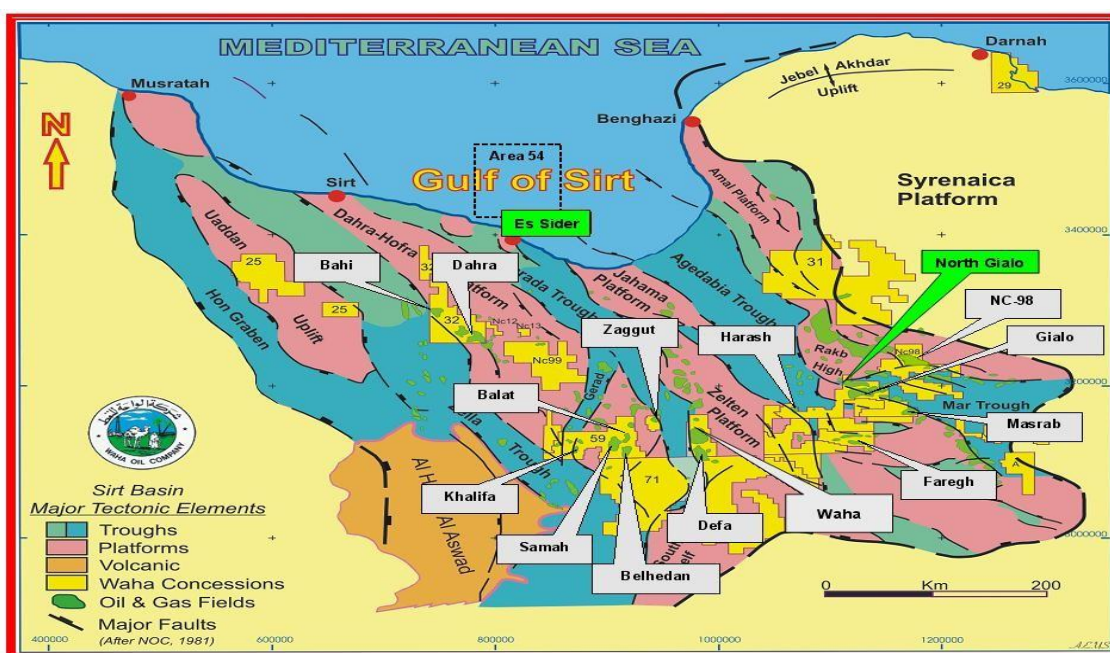 MEDITERRANEAN SEA
Darnah
Musratah
Jebel Akhdar
Uplift
29
3600000
Benghazi
N
Area 54
Gulf of Sirt
Sirt
Es Sider
Syrenaica
Platform
Amal Platform
Uaddan
Uplift
Dahra-Hofra
Platform
3400000
Bahi
Dahra
25
32
31
North Gialo
Jahama
Platform
Agedabia Trough
NC-98
Hon Graben
25
32
Nc12
Nc13
Zaggut
Harash
Gialo
Rakb
High
Nc98
Nc99
Balat
Gerad
Zelten
Platform
Mar Trough
Masrab
شركة الواحة للنفط
WAHA OIL COMPANY
59
Trough
A
Khalifa
71
Defa
Waha
Faregh
Samah
Belhedan
Al Aswad
Sirt Basin
Major Tectonic Elements
Troughs
Platforms
Volcanic
Waha Concessions
Oil & Gas Fields
Major Faults
(After NOC, 1981)
0 Km 200
400000
600000
800000
1000000
1200000